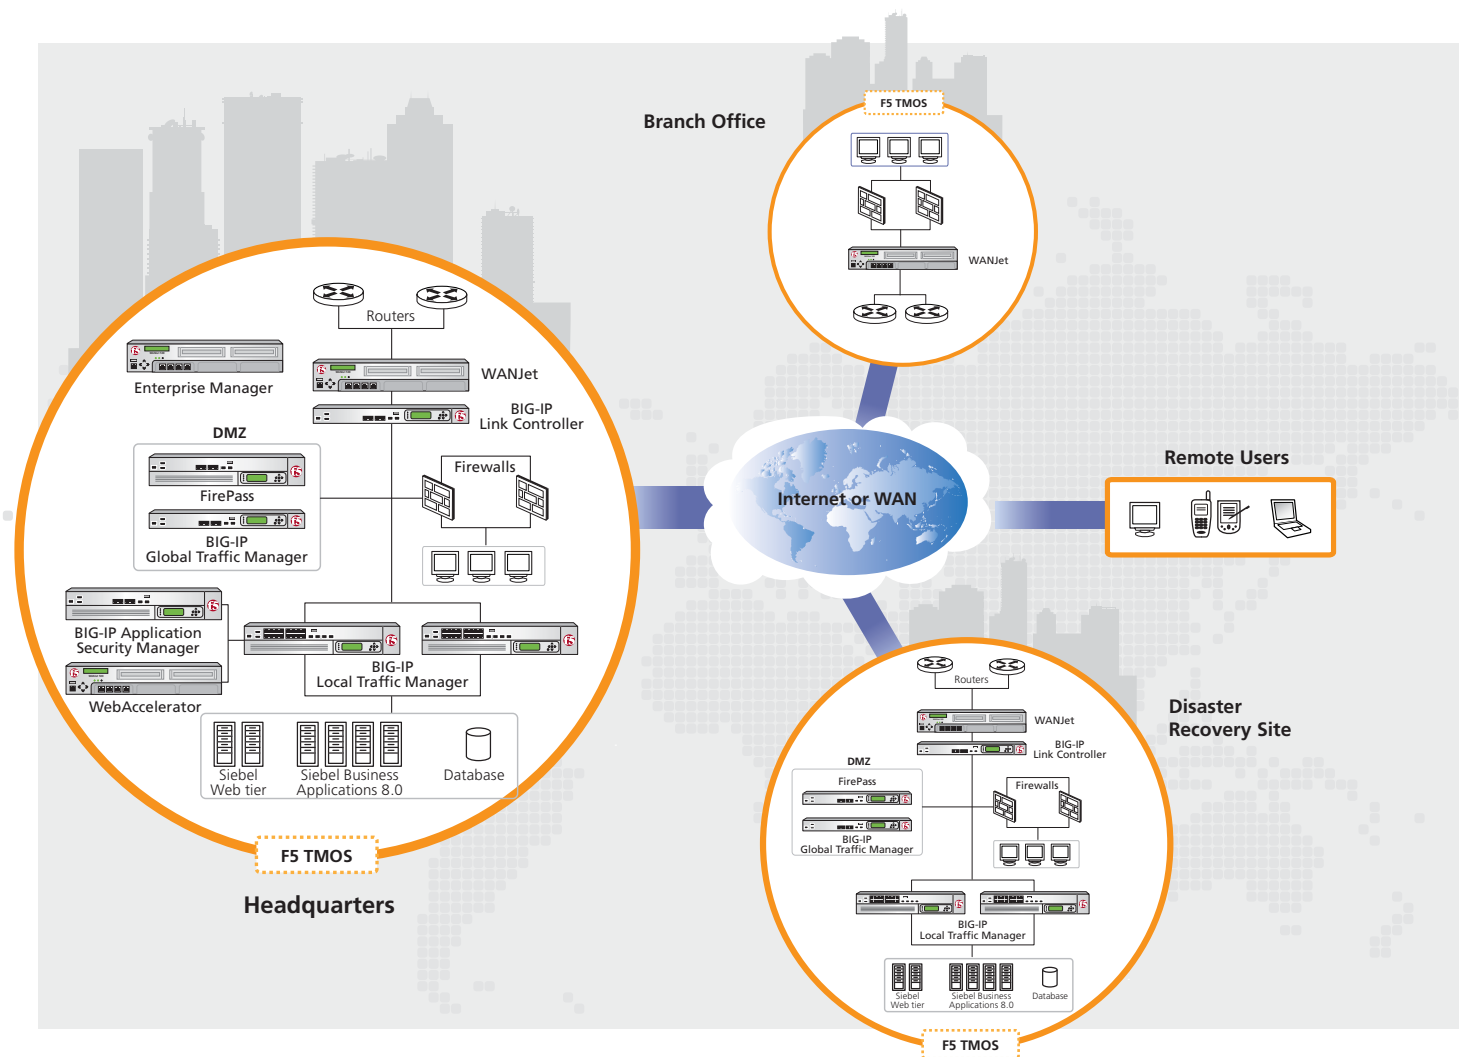 Branch Office
F5 TMOS
WANJet
Routers
Enterprise Manager
WANJet
BIG-IP
Link Controller
DMZ
FirePass
BIG-IP
Global Traffic Manager
Firewalls
BIG-IP Application
Security Manager
WebAccelerator
BIG-IP
Local Traffic Manager
Siebel
Web tier
Siebel Business
Applications 8.0
Database
F5 TMOS
Headquarters
Internet or WAN
Remote Users
Disaster
Recovery Site
Routers
WANJet
BIG-IP
Link Controller
DMZ
FirePass
BIG-IP
Global Traffic Manager
Firewalls
BIG-IP
Local Traffic Manager
Siebel
Web tier
Siebel Business
Applications 8.0
Database
F5 TMOS